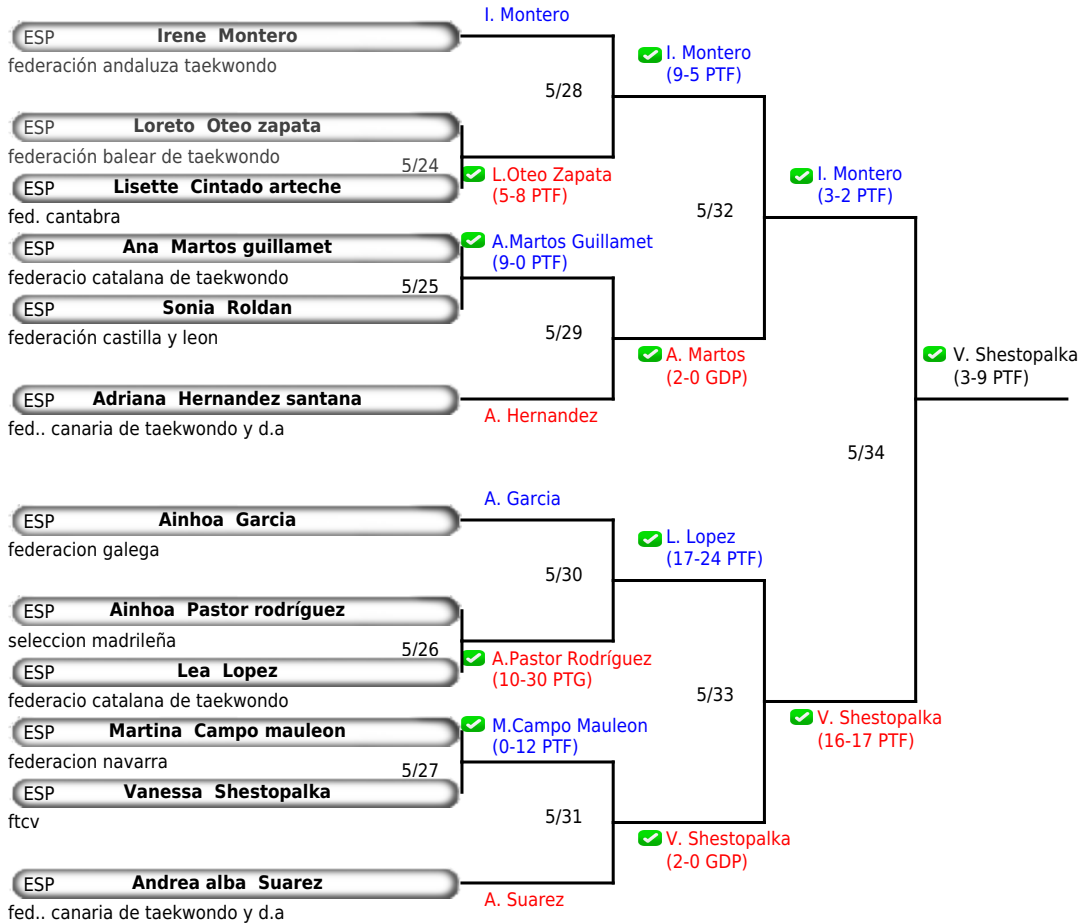 I. Montero
ESP Irene Montero
federación andaluza taekwondo
I. Montero
(9-5 PTF)
5/28
ESP Loreto Oteo zapata
federación balear de taekwondo
5/24
L.Oteo Zapata
(5-8 PTF)
I. Montero
(3-2 PTF)
ESP Lisette Cintado arteche
fed. cantabra
5/32
ESP Ana Martos guillamet
A.Martos Guillamet
(9-0 PTF)
federacio catalana de taekwondo
5/25
ESP Sonia Roldan
federación castilla y leon
5/29
A. Martos
(2-0 GDP)
V. Shestopalka
(3-9 PTF)
ESP Adriana Hernandez santana
A. Hernandez
fed.. canaria de taekwondo y d.a
5/34
A. Garcia
ESP Ainhoa Garcia
federacion galega
L. Lopez
(17-24 PTF)
5/30
ESP Ainhoa Pastor rodríguez
seleccion madrileña
5/26
A.Pastor Rodríguez
(10-30 PTG)
ESP Lea Lopez
federacio catalana de taekwondo
5/33
ESP Martina Campo mauleon
M.Campo Mauleon
(0-12 PTF)
V. Shestopalka
(16-17 PTF)
federacion navarra
5/27
ESP Vanessa Shestopalka
ftcv
5/31
V. Shestopalka
(2-0 GDP)
ESP Andrea alba Suarez
A. Suarez
fed.. canaria de taekwondo y d.a